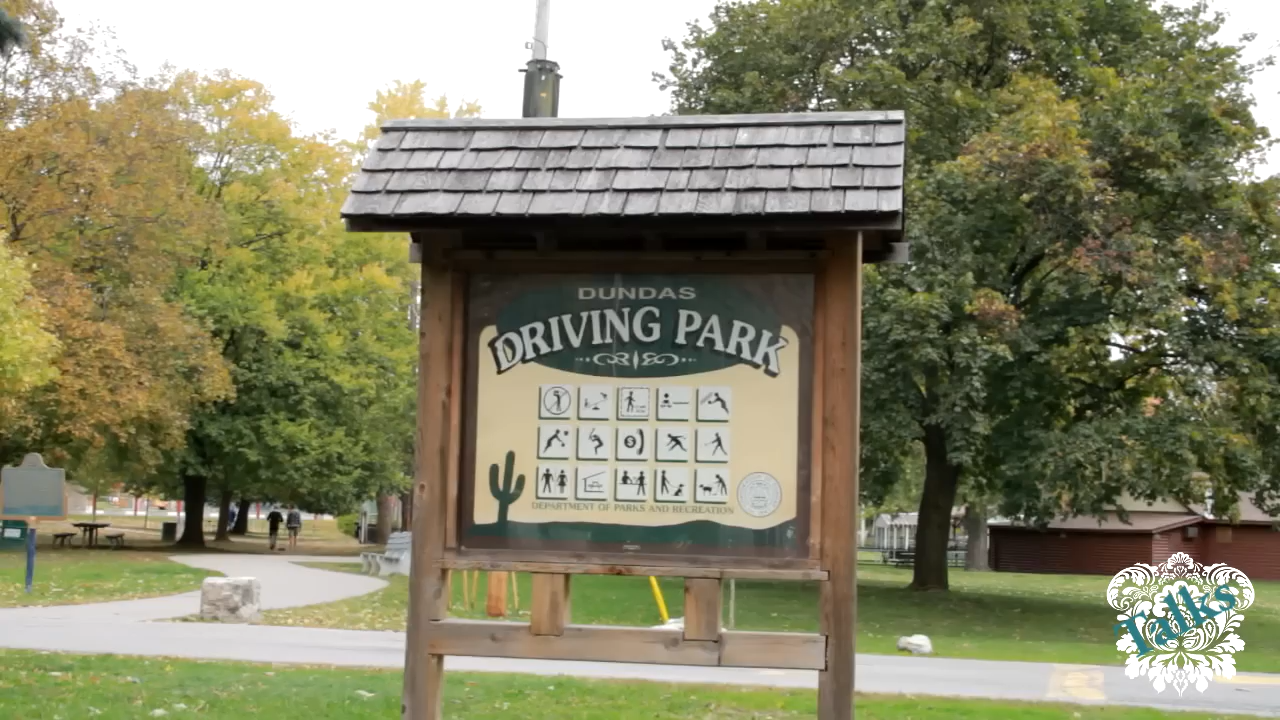 DUNDAS
DRIVING PARK
DEPARTMENT OF PARKS AND RECREATION
Talks